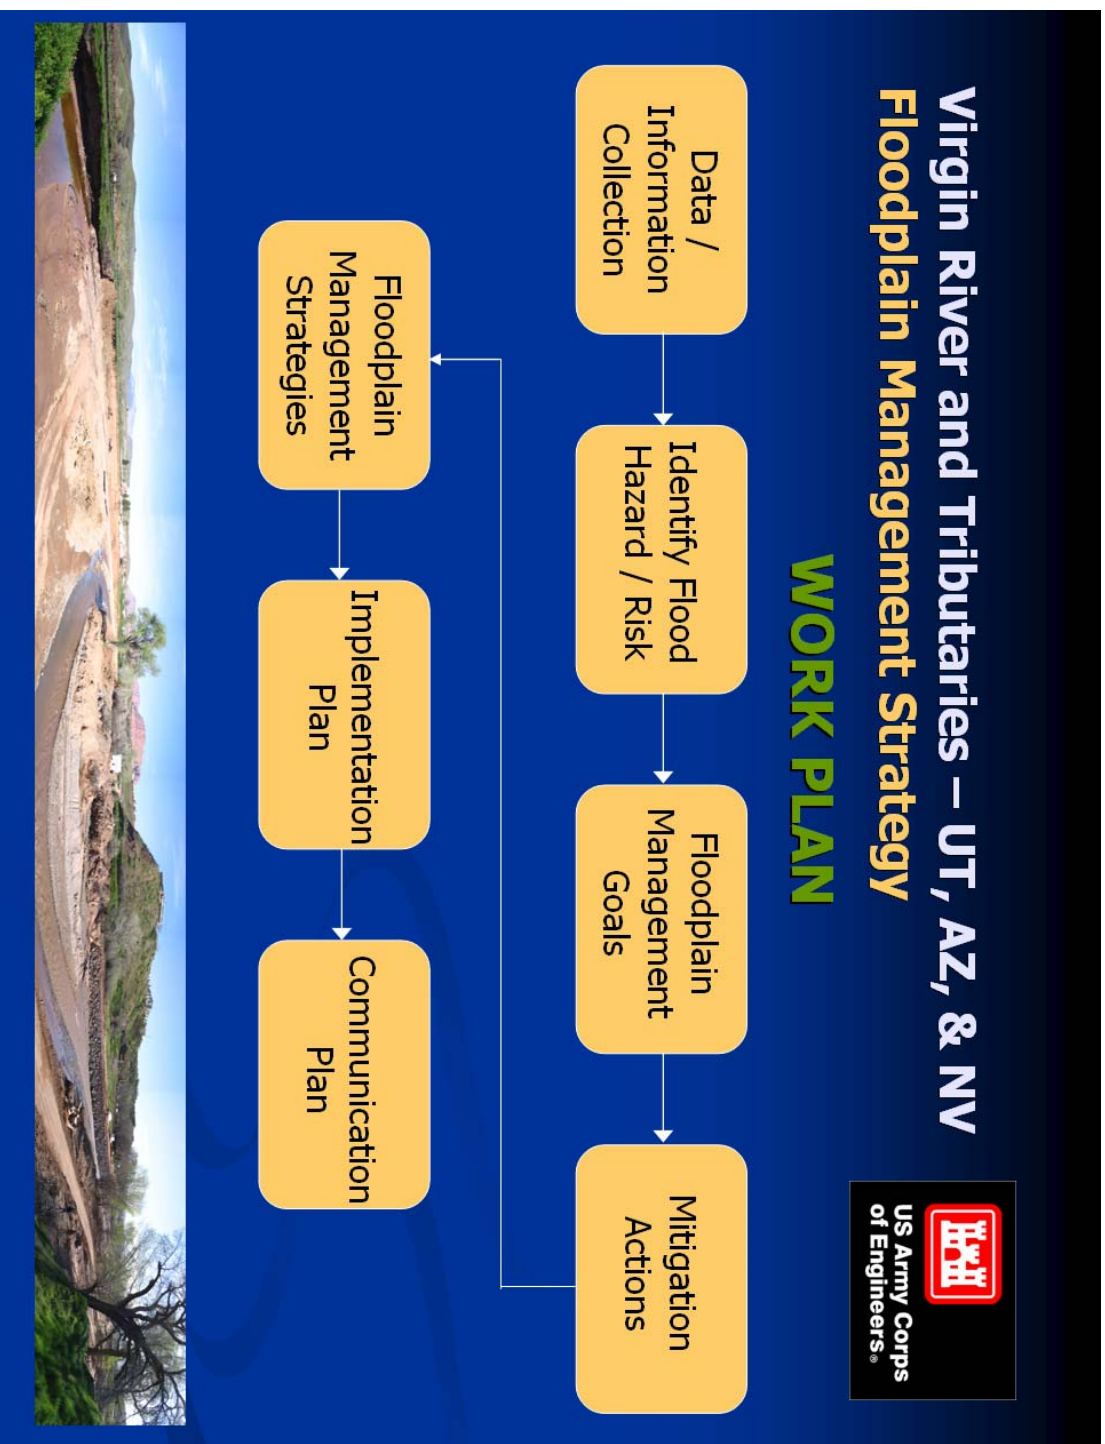 Virgin River and Tributaries – UT, AZ, & NV
Floodplain Management Strategy
WORK PLAN
US Army Corps
of Engineers®
Data /
Information
Collection
Identify Flood
Hazard / Risk
Floodplain
Management
Goals
Mitigation
Actions
Floodplain
Management
Strategies
Implementation
Plan
Communication
Plan